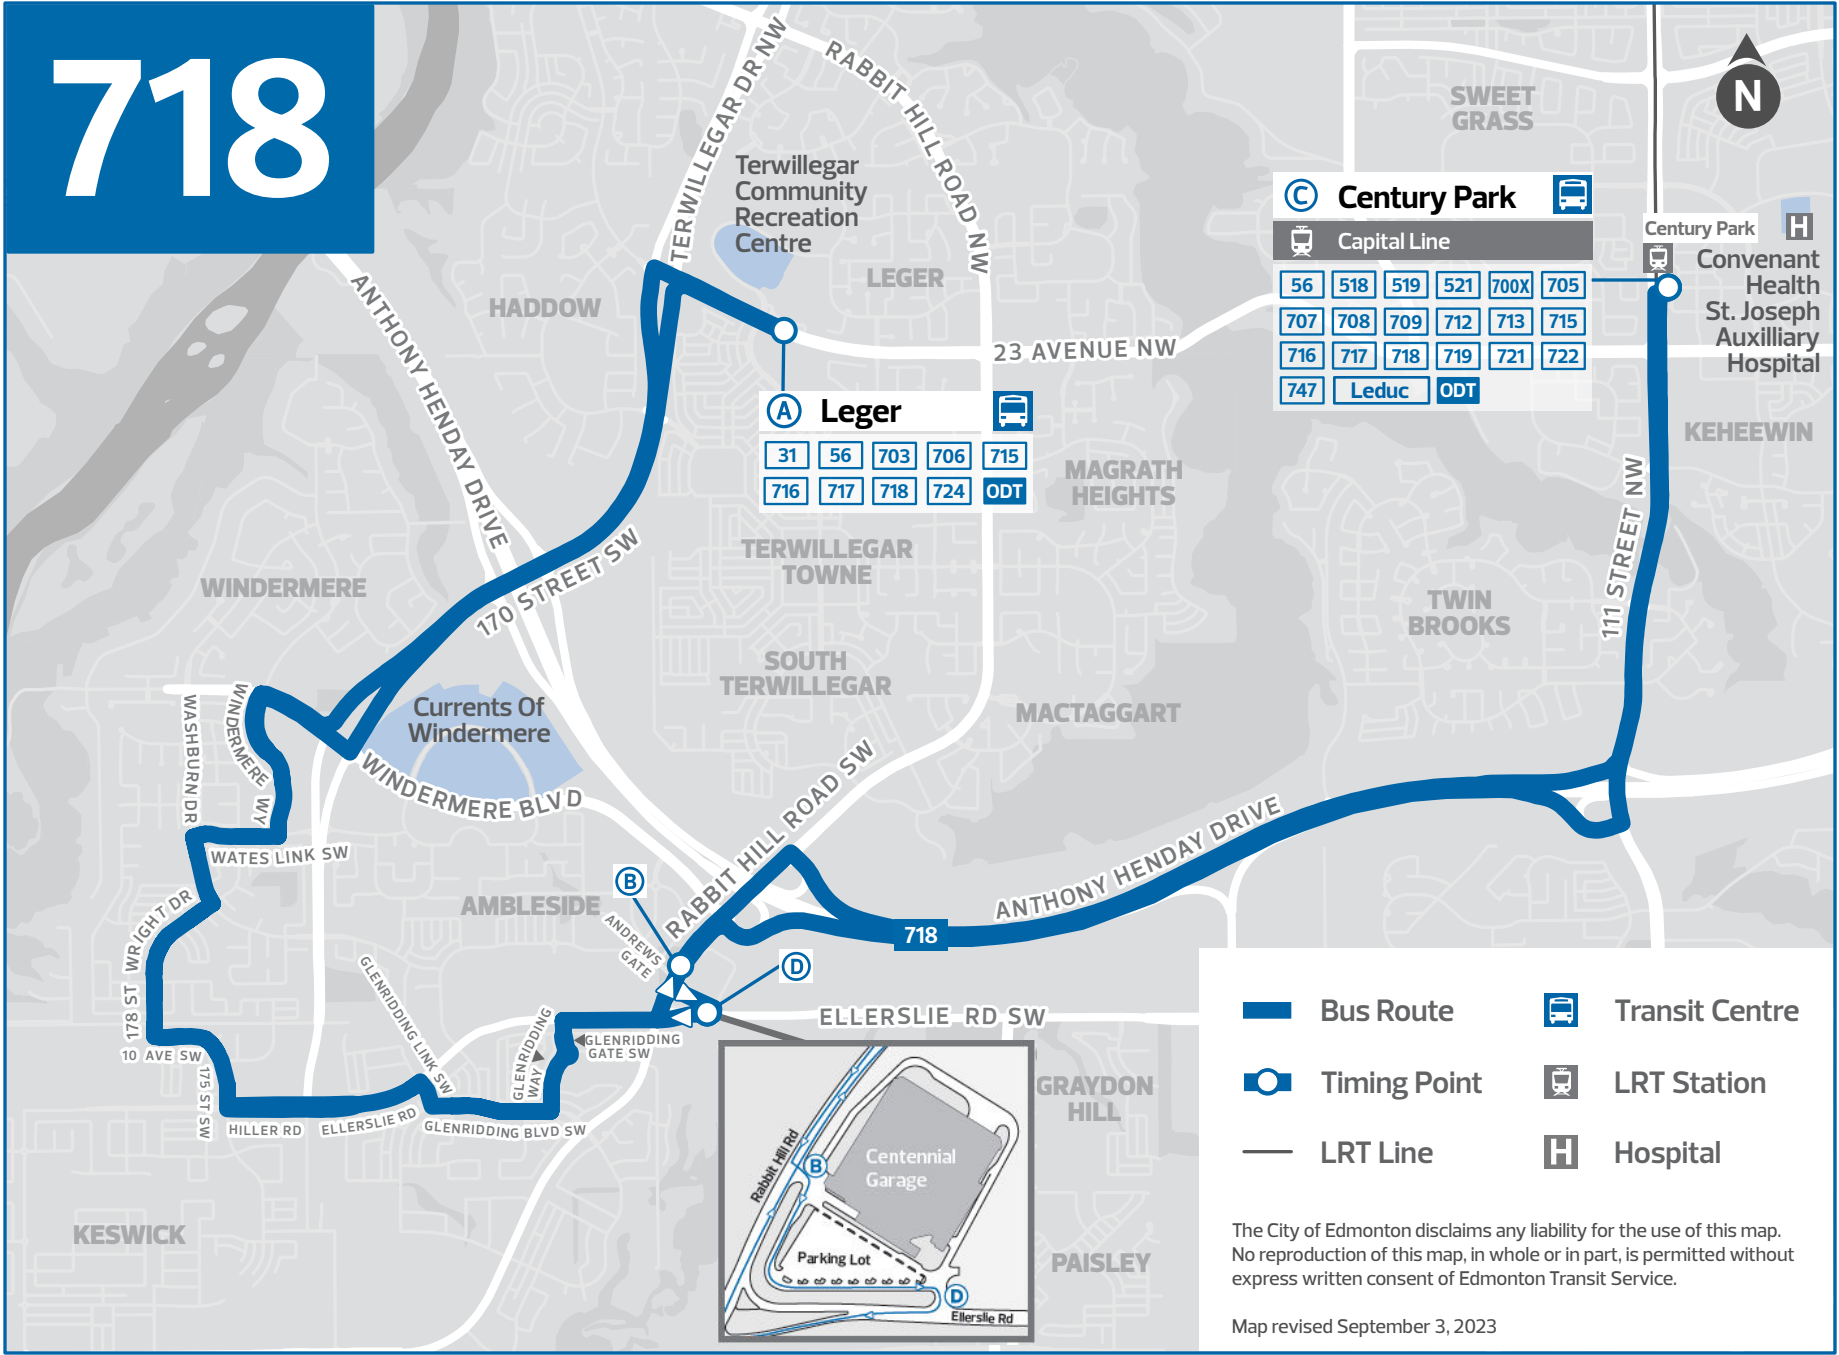 718
TERWILLEGAR DR NW
RABBIT HILL ROAD NW
SWEET
GRASS
N
Terwillegar
Community
Recreation
Centre
LEGER
HADDOW
ANTHONY HENDAY DRIVE
C Century Park
Capital Line
56 518 519 521 700X 705
707 708 709 712 713 715
716 717 718 719 721 722
747 Leduc ODT
Century Park
H
Convenant
Health
St. Joseph
Auxilliary
Hospital
23 AVENUE NW
A Leger
31 56 703 706 715
716 717 718 724 ODT
KEHEEWIN
MAGRATH
HEIGHTS
111 STREET NW
170 STREET SW
TERWILLEGAR
TOWNE
WINDERMERE
TWIN
BROOKS
SOUTH
TERWILLEGAR
MACTAGGART
Currents Of
Windermere
WASHBURN DR
WINDERMERE WY
WINDERMERE BLVD
RABBIT HILL ROAD SW
ANTHONY HENDAY DRIVE
WATES LINK SW
B
AMBLESIDE
ANDREWS
GATE
718
D
WRIGHT DR
178 ST
GLENRIDDING LINK SW
ELLERSLIE RD SW
GLENRIDDING
WAY
GLENRIDDING
GATE SW
10 AVE SW
175 ST SW
HILLER RD
ELLERSLIE RD
GLENRIDDING BLVD SW
GRAYDON
HILL
KESWICK
PAISLEY
Rabbit Hill Rd
B
Centennial
Garage
Parking Lot
D
Ellerslie Rd
Bus Route
Transit Centre
Timing Point
LRT Station
LRT Line
H Hospital
The City of Edmonton disclaims any liability for the use of this map.
No reproduction of this map, in whole or in part, is permitted without
express written consent of Edmonton Transit Service.
Map revised September 3, 2023